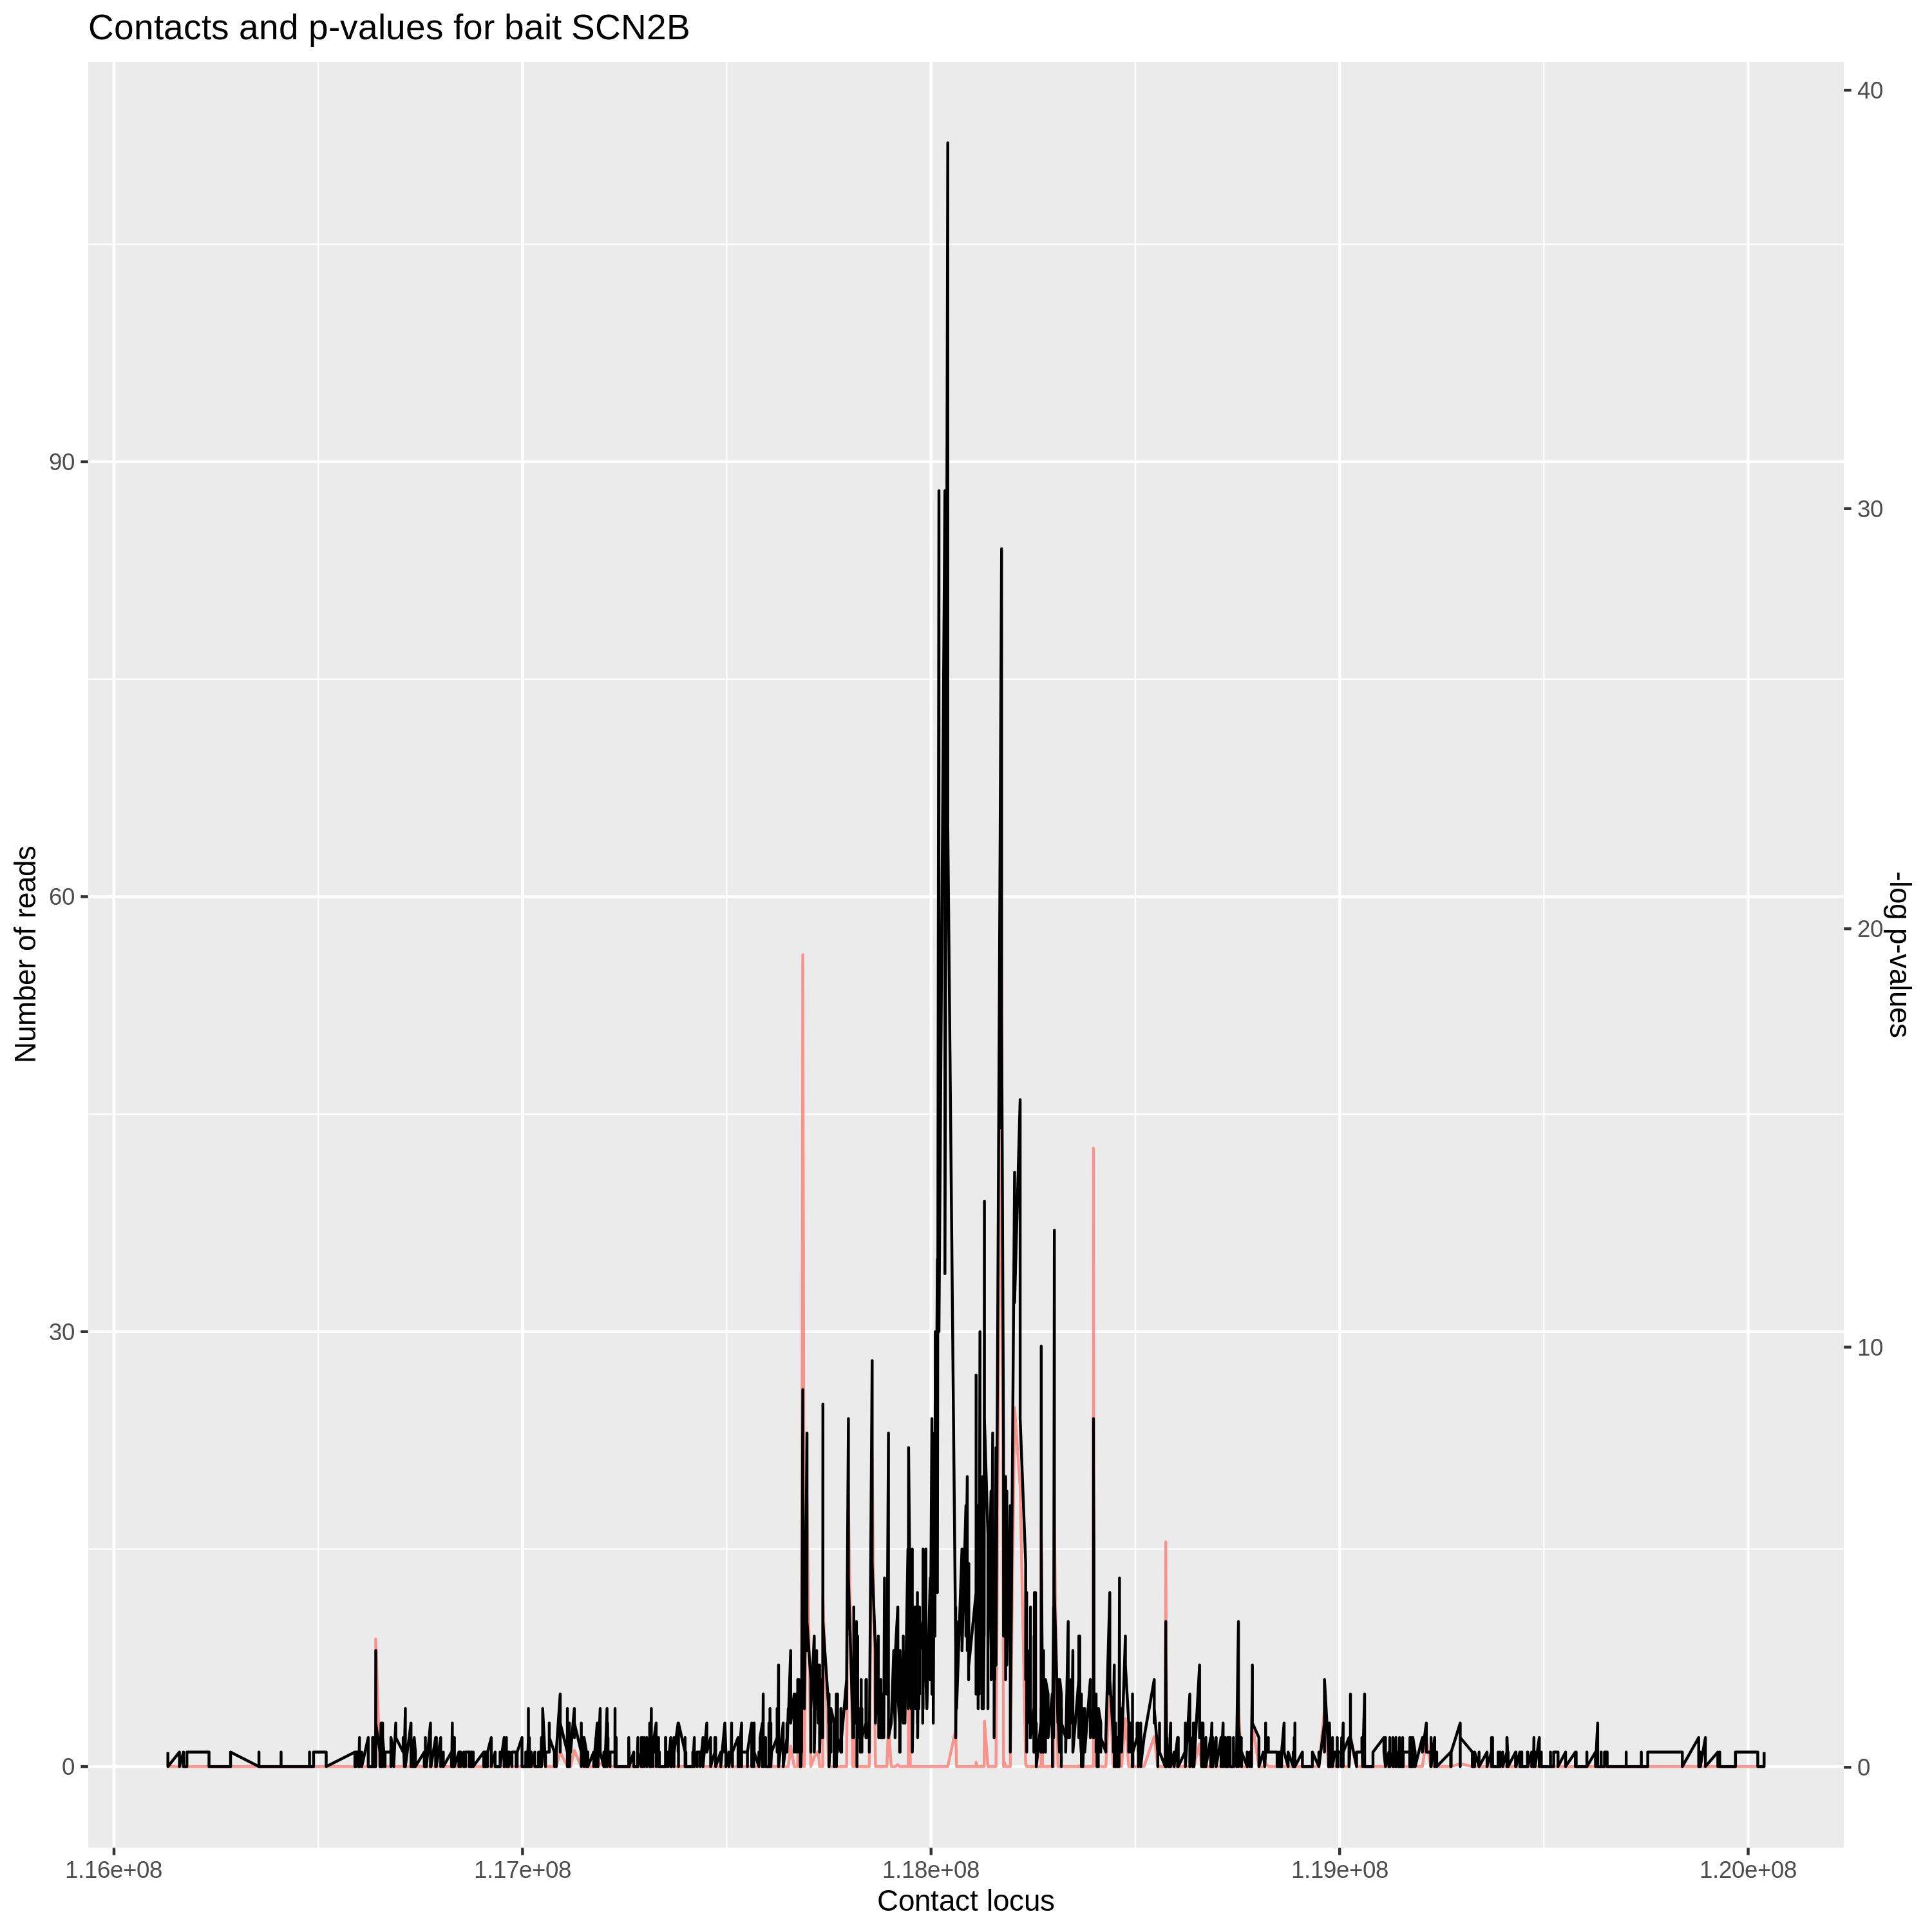 Contacts and p-values for bait SCN2B
Number of reads
90
60
30
0
40
30
20
10
0
-log p-values
1.16e+08 1.17e+08 1.18e+08 1.19e+08 1.20e+08
Contact locus